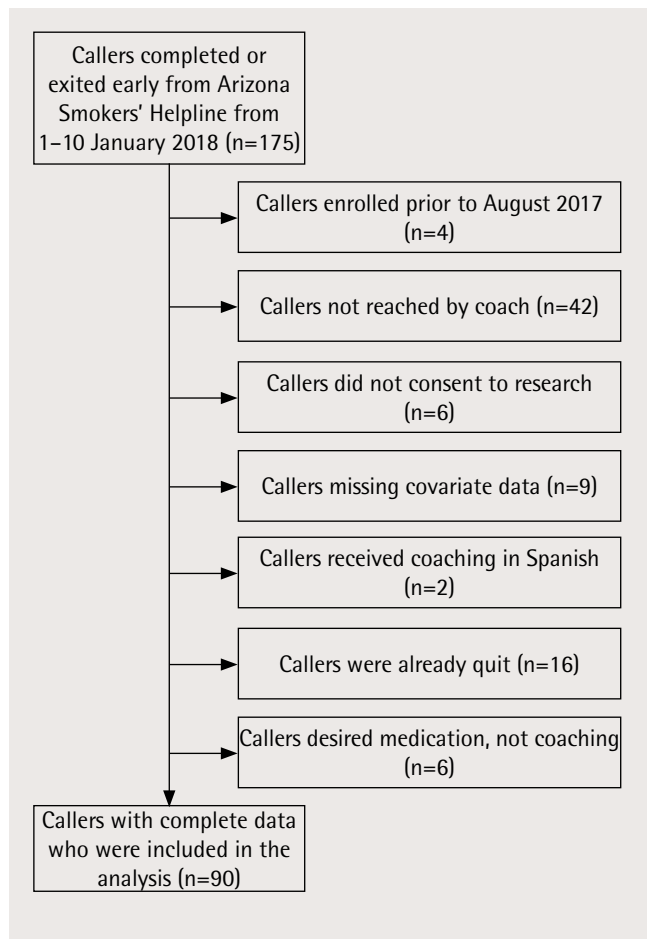 Callers completed or
exited early from Arizona
Smokers' Helpline from
1–10 January 2018 (n=175)
Callers enrolled prior to August 2017
(n=4)
Callers not reached by coach (n=42)
Callers did not consent to research
(n=6)
Callers missing covariate data (n=9)
Callers received coaching in Spanish
(n=2)
Callers were already quit (n=16)
Callers desired medication, not coaching
(n=6)
Callers with complete data
who were included in the
analysis (n=90)